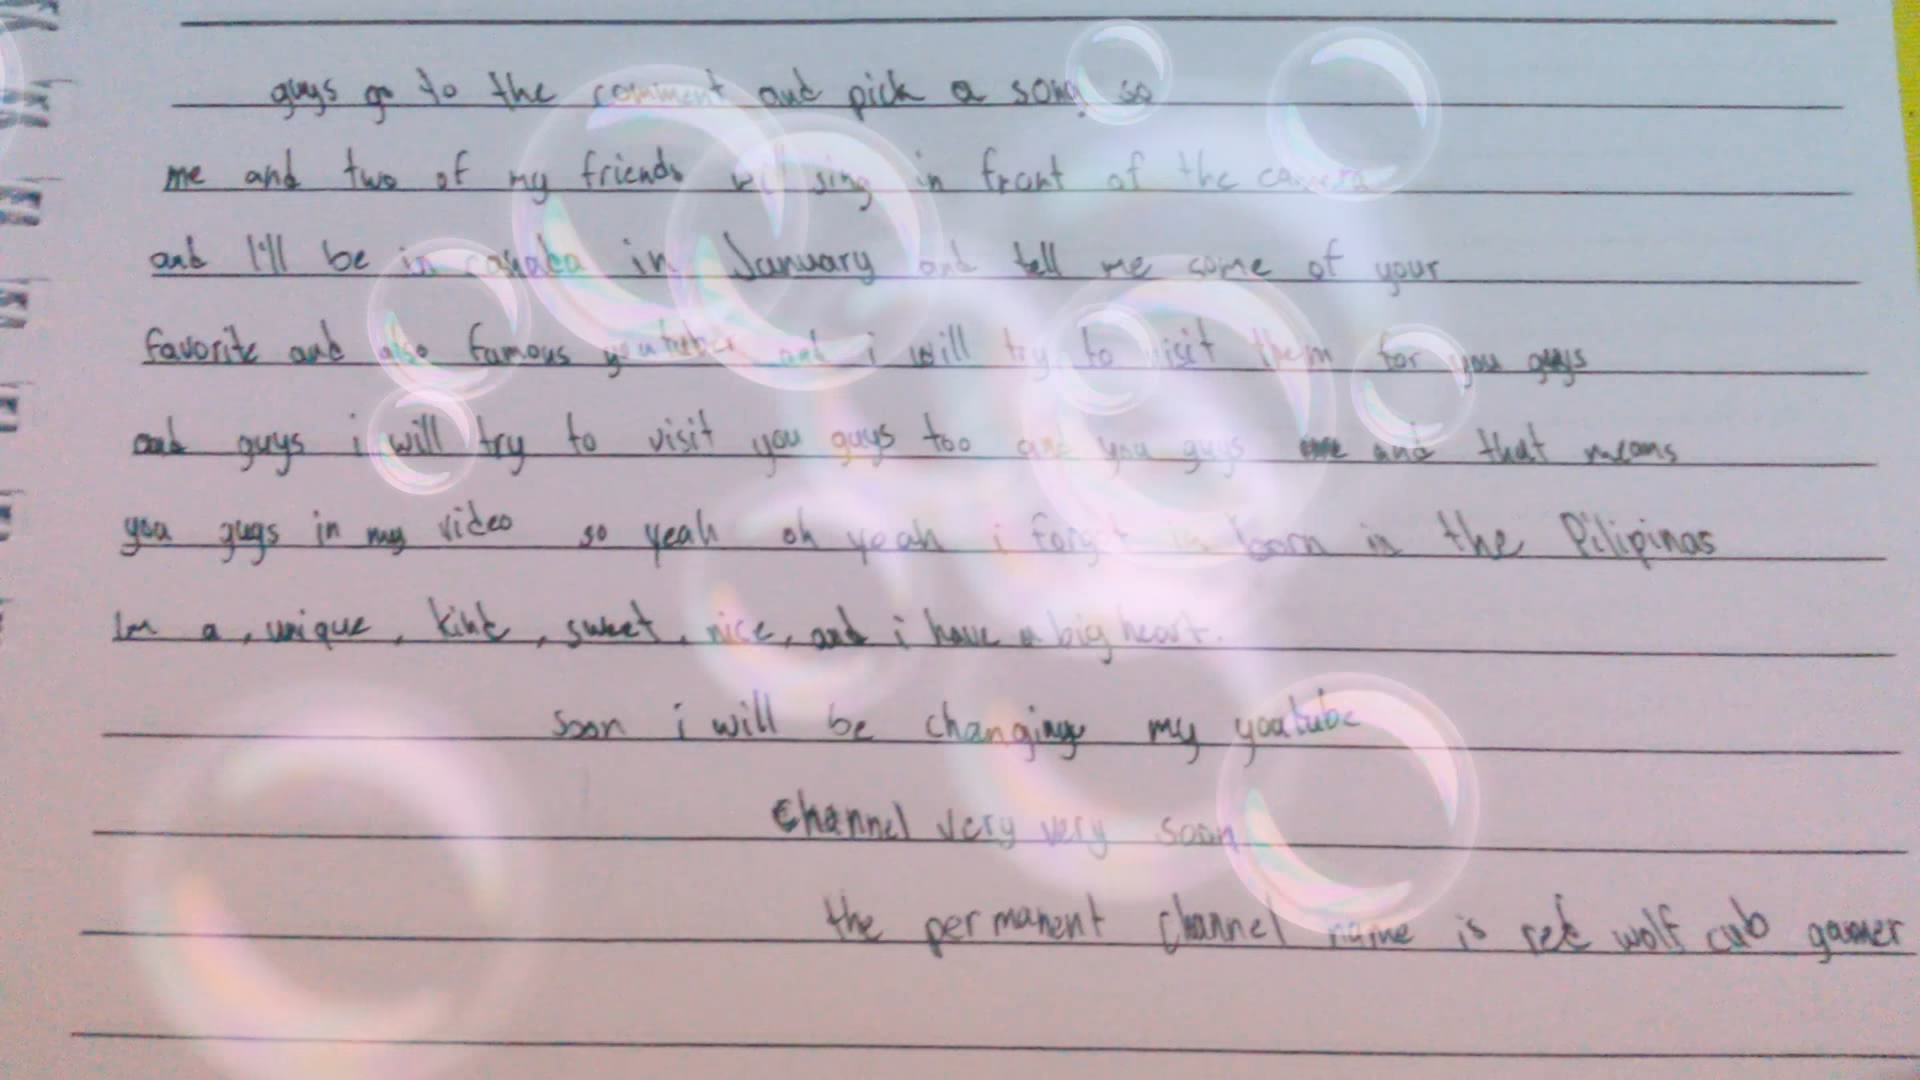 guys go to the comment and pick a song so
me and two of my friends will sing in front of the camera
and I'll be in canada in January and tell me some of your
favorite and also famous youtuber and i will try to visit them for you guys
and guys i will try to visit you guys too and you guys and that means
you guys in my video so yeah oh yeah i forgot im born in the Pilipinas
Im a, unique, kind, sweet, nice, and i have a big heart.
soon i will be changing my youtube
channel very very soon
the permanent channel name is red wolf cub gamer